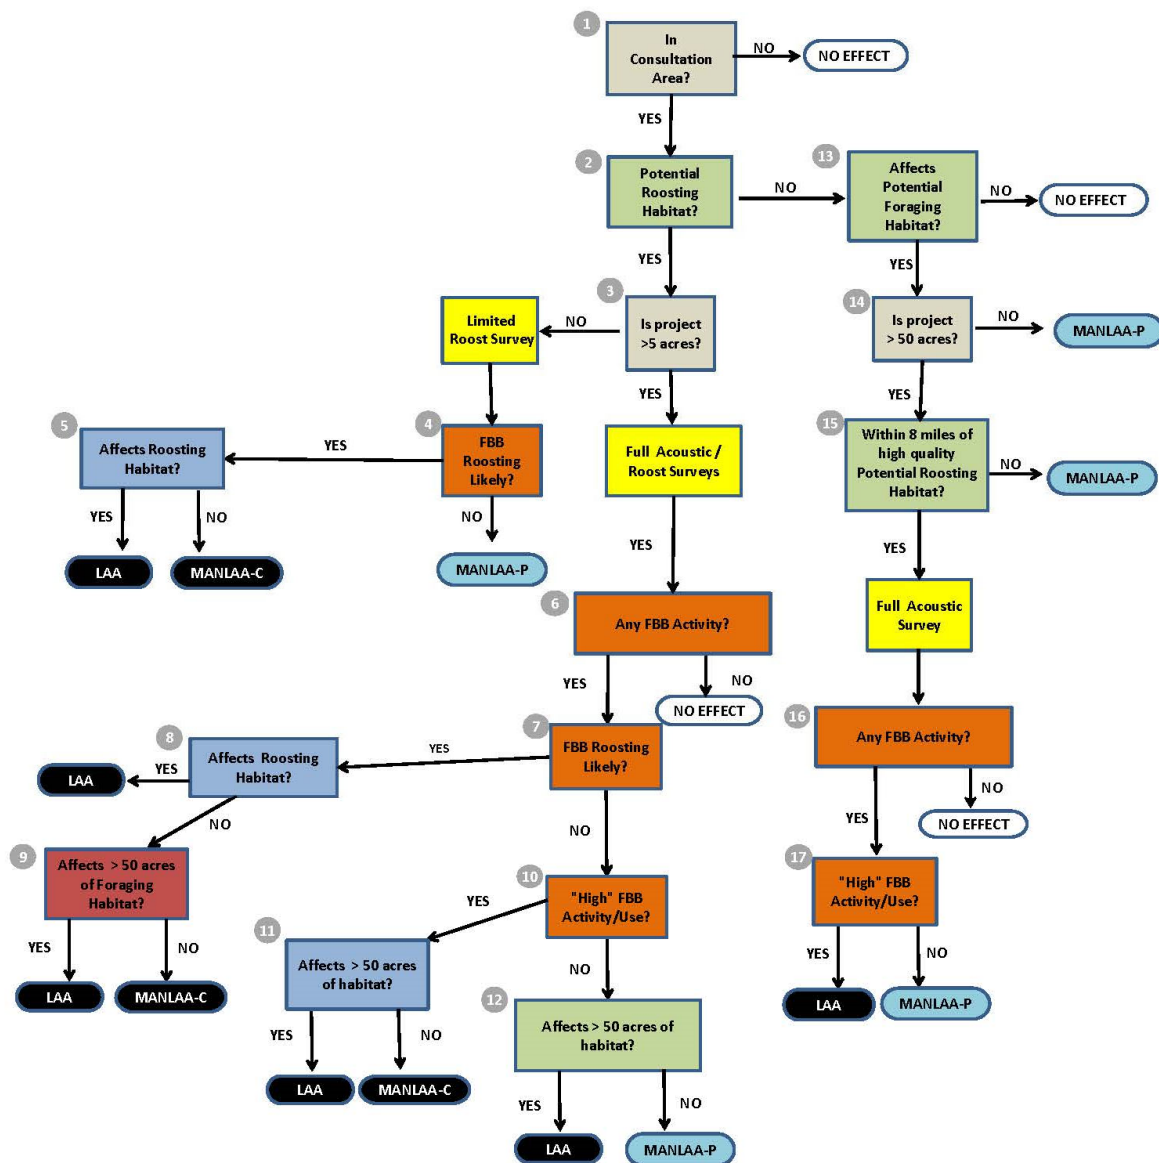 1
In
Consultation
Area?
NO
NO EFFECT
YES
2
Potential
Roosting
Habitat?
NO
13
Affects
Potential
Foraging
Habitat?
NO
NO EFFECT
YES
YES
3
Is project
>5 acres?
NO
Limited
Roost Survey
14
Is project
> 50 acres?
NO
MANLAA-P
YES
YES
4
FBB
Roosting
Likely?
YES
5
Affects Roosting
Habitat?
YES
NO
LAA
MANLAA-C
NO
MANLAA-P
Full Acoustic /
Roost Surveys
YES
15
Within 8 miles of
high quality
Potential Roosting
Habitat?
NO
MANLAA-P
YES
Full Acoustic
Survey
6
Any FBB Activity?
YES
NO
NO EFFECT
7
FBB Roosting
Likely?
YES
8
Affects Roosting
Habitat?
YES
LAA
NO
9
Affects > 50 acres
of Foraging
Habitat?
YES
NO
LAA
MANLAA-C
NO
10
"High" FBB
Activity/Use?
YES
11
Affects > 50 acres
of habitat?
YES
NO
LAA
MANLAA-C
NO
12
Affects > 50 acres of
habitat?
YES
NO
LAA
MANLAA-P
16
Any FBB Activity?
YES
NO
NO EFFECT
17
"High" FBB
Activity/Use?
YES
NO
LAA
MANLAA-P